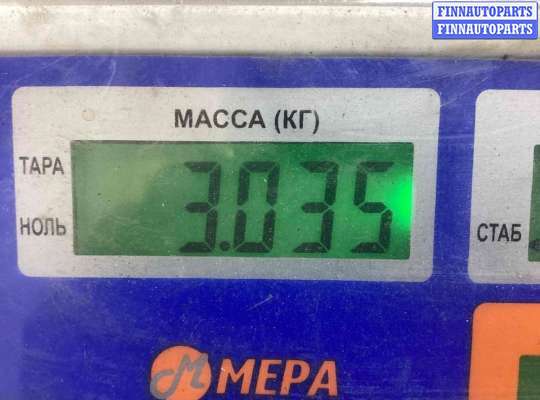 FINNAUTOPARTS
FINNAUTOPARTS
МАССА (КГ)
ТАРА
3.035
НОЛЬ
СТАБ
М МЕРА